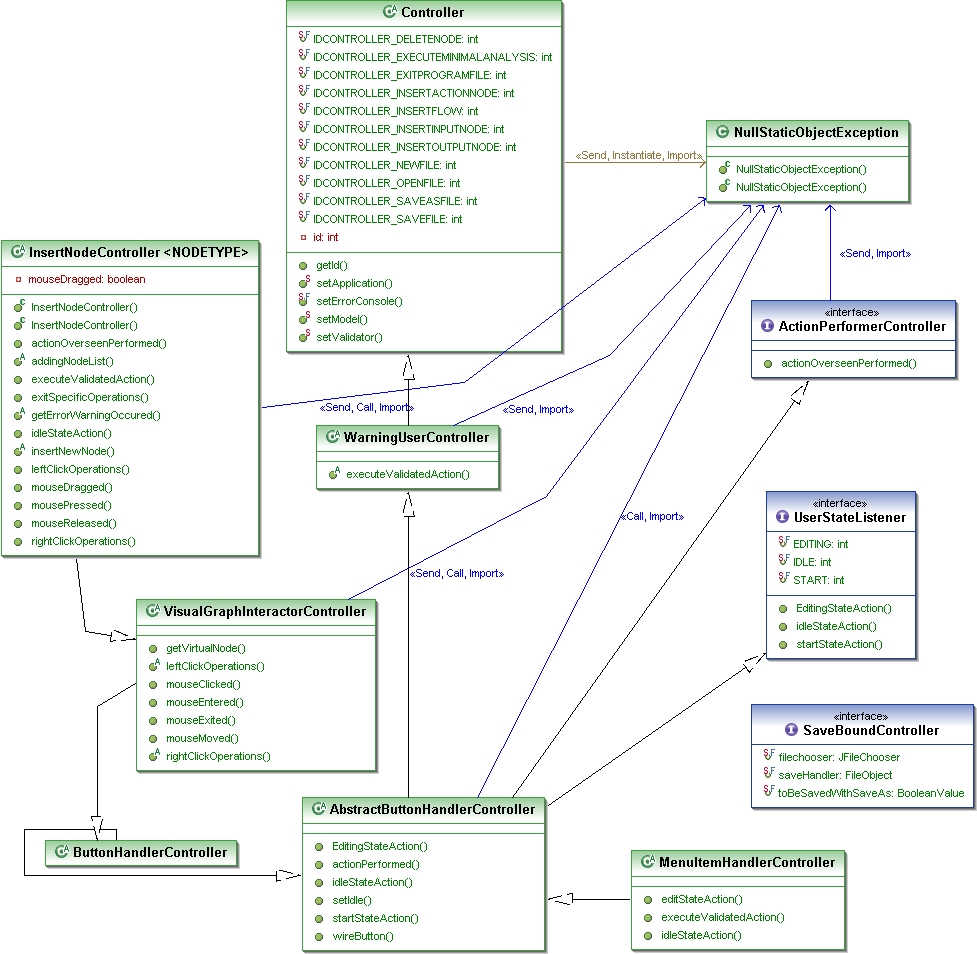 Controller
IDCONTROLLER_DELETENODE: int
IDCONTROLLER_EXECUTEMINIMALANALYSIS: int
IDCONTROLLER_EXITPROGRAMFILE: int
IDCONTROLLER_INSERTACTIONNODE: int
IDCONTROLLER_INSERTFLOW: int
IDCONTROLLER_INSERTINPUTNODE: int
IDCONTROLLER_INSERTOUTPUTNODE: int
IDCONTROLLER_NEWFILE: int
IDCONTROLLER_OPENFILE: int
IDCONTROLLER_SAVEASFILE: int
IDCONTROLLER_SAVEFILE: int
id: int
getId()
setApplication()
setErrorConsole()
setModel()
setValidator()
«Send, Instantiate, Import»
NullStaticObjectException
NullStaticObjectException()
NullStaticObjectException()
InsertNodeController <NODETYPE>
mouseDragged: boolean
InsertNodeController()
InsertNodeController()
actionOverseenPerformed()
addingNodeList()
executeValidatedAction()
exitSpecificOperations()
getErrorWarningOccured()
idleStateAction()
insertNewNode()
leftClickOperations()
mouseDragged()
mousePressed()
mouseReleased()
rightClickOperations()
«Send, Import»
«interface»
ActionPerformerController
actionOverseenPerformed()
«Send, Call, Import»
«Send, Import»
WarningUserController
executeValidatedAction()
«Call, Import»
«interface»
UserStateListener
EDITING: int
IDLE: int
START: int
EditingStateAction()
idleStateAction()
startStateAction()
«Send, Call, Import»
VisualGraphInteractorController
getVirtualNode()
leftClickOperations()
mouseClicked()
mouseEntered()
mouseExited()
mouseMoved()
rightClickOperations()
«interface»
SaveBoundController
filechooser: JFileChooser
saveHandler: FileObject
toBeSavedWithSaveAs: BooleanValue
AbstractButtonHandlerController
EditingStateAction()
actionPerformed()
idleStateAction()
setIdle()
startStateAction()
wireButton()
ButtonHandlerController
MenuItemHandlerController
editStateAction()
executeValidatedAction()
idleStateAction()